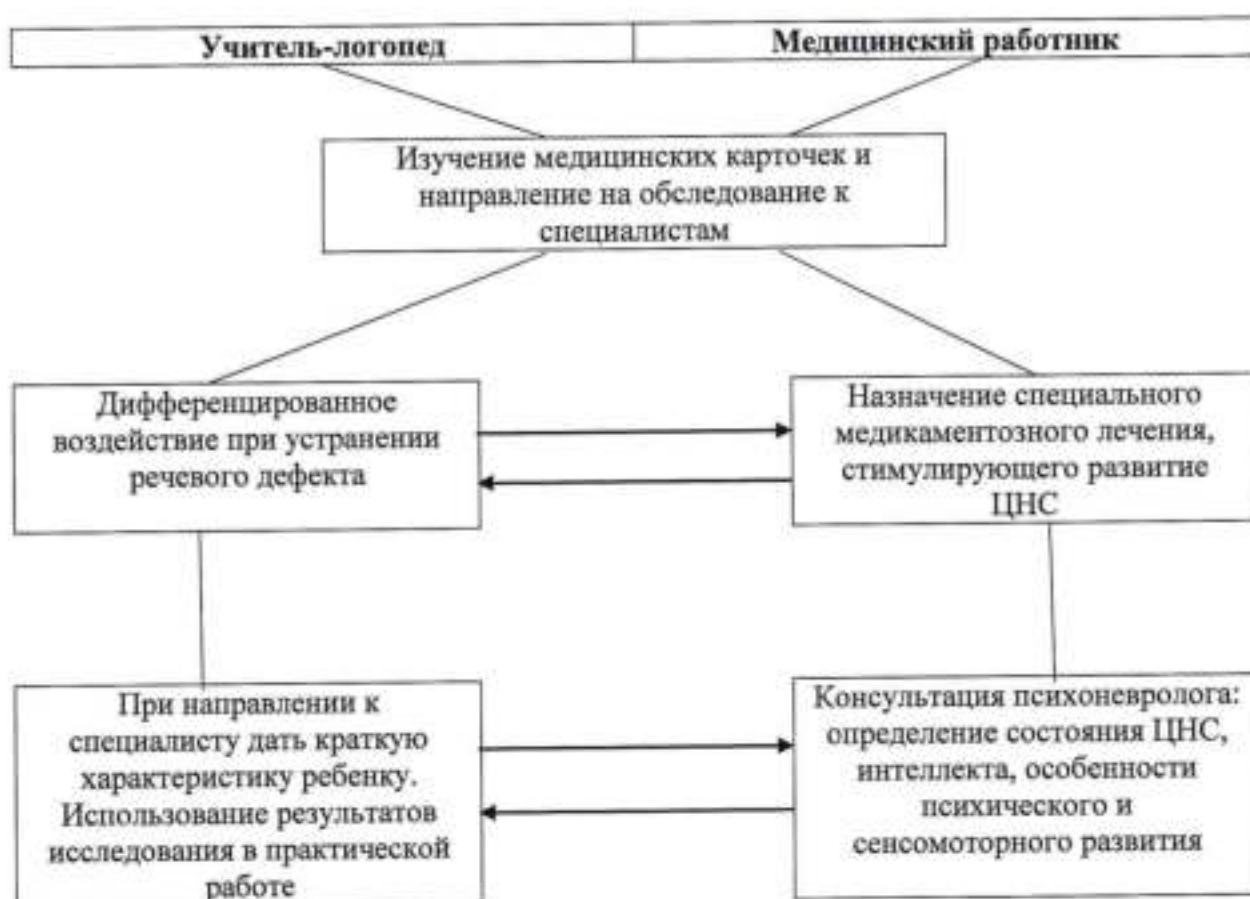 Учитель-логопед
Медицинский работник
Изучение медицинских карточек и
направление на обследование к
специалистам
Дифференцированное
воздействие при устранении
речевого дефекта
Назначение специального
медикаментозного лечения,
стимулирующего развитие
ЦНС
При направлении к
специалисту дать краткую
характеристику ребенку.
Использование результатов
исследования в практической
работе
Консультация психоневролога:
определение состояния ЦНС,
интеллекта, особенности
психического и
сенсомоторного развития